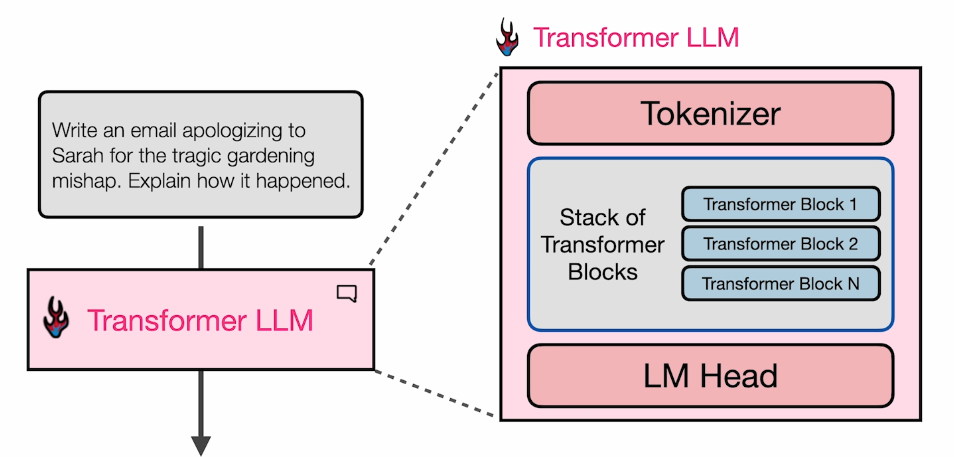 Write an email apologizing to
Sarah for the tragic gardening
mishap. Explain how it happened.
Transformer LLM
Transformer LLM
Tokenizer
Stack of
Transformer
Blocks
Transformer Block 1
Transformer Block 2
Transformer Block N
LM Head